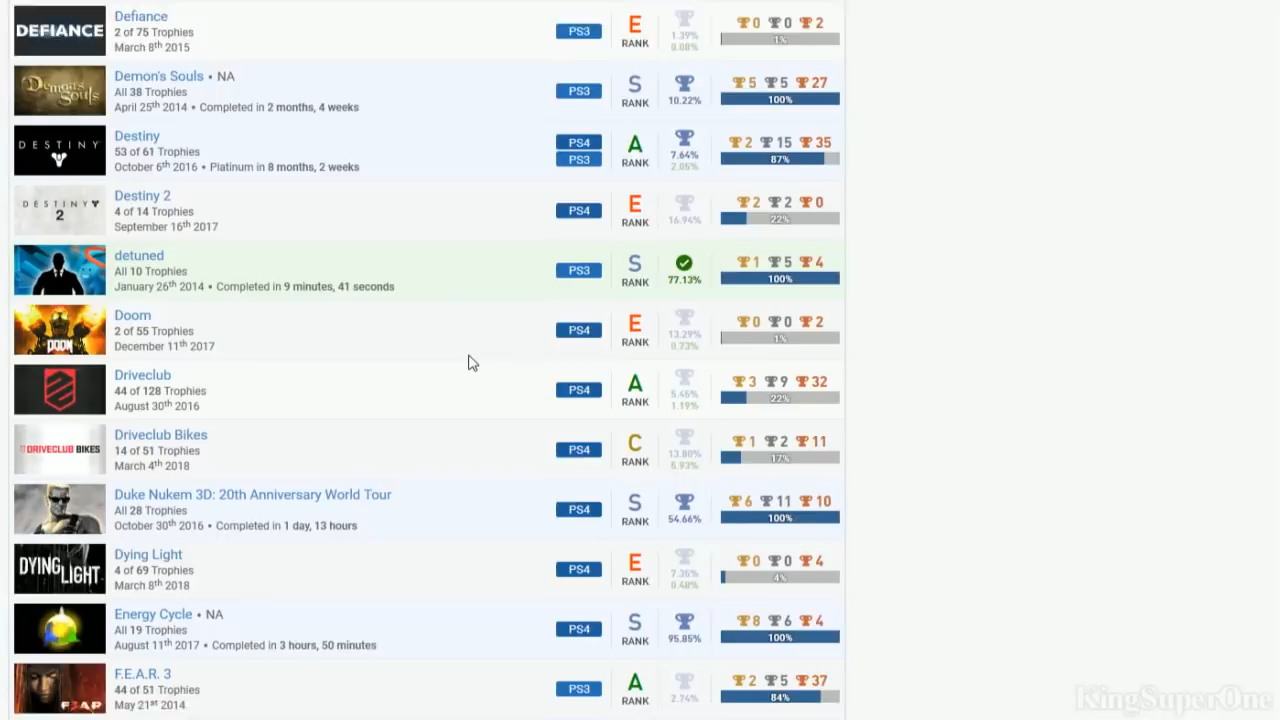 DEFIANCE
Defiance
2 of 75 Trophies
March 8th 2015
PS3
E
RANK
1.39%
0.08%
0 0 2
1%
Demon's Souls
Demon's Souls • NA
All 38 Trophies
April 25th 2014 • Completed in 2 months, 4 weeks
PS3
S
RANK
10.22%
5 5 27
100%
DESTINY
Destiny
53 of 61 Trophies
October 6th 2016 • Platinum in 8 months, 2 weeks
PS4
PS3
A
RANK
7.64%
2.05%
2 15 35
87%
DESTINY
2
Destiny 2
4 of 14 Trophies
September 16th 2017
PS4
E
RANK
16.94%
2 2 0
22%
detuned
All 10 Trophies
January 26th 2014 • Completed in 9 minutes, 41 seconds
PS3
S
RANK
77.13%
1 5 4
100%
DOOM
Doom
2 of 55 Trophies
December 11th 2017
PS4
E
RANK
13.29%
0.73%
0 0 2
1%
Driveclub
44 of 128 Trophies
August 30th 2016
PS4
A
RANK
5.45%
1.19%
3 9 32
22%
DRIVECLUB BIKES
Driveclub Bikes
14 of 51 Trophies
March 4th 2018
PS4
C
RANK
13.80%
5.93%
1 2 11
17%
Duke Nukem 3D: 20th Anniversary World Tour
All 28 Trophies
October 30th 2016 • Completed in 1 day, 13 hours
PS4
S
RANK
54.66%
6 11 10
100%
DYING LIGHT
Dying Light
4 of 69 Trophies
March 8th 2018
PS4
E
RANK
7.35%
0.48%
0 0 4
4%
Energy Cycle • NA
All 19 Trophies
August 11th 2017 • Completed in 3 hours, 50 minutes
PS4
S
RANK
95.85%
8 6 4
100%
F3AR
F.E.A.R. 3
44 of 51 Trophies
May 21st 2014
PS3
A
RANK
2.74%
2 5 37
84%
KingSuperOne